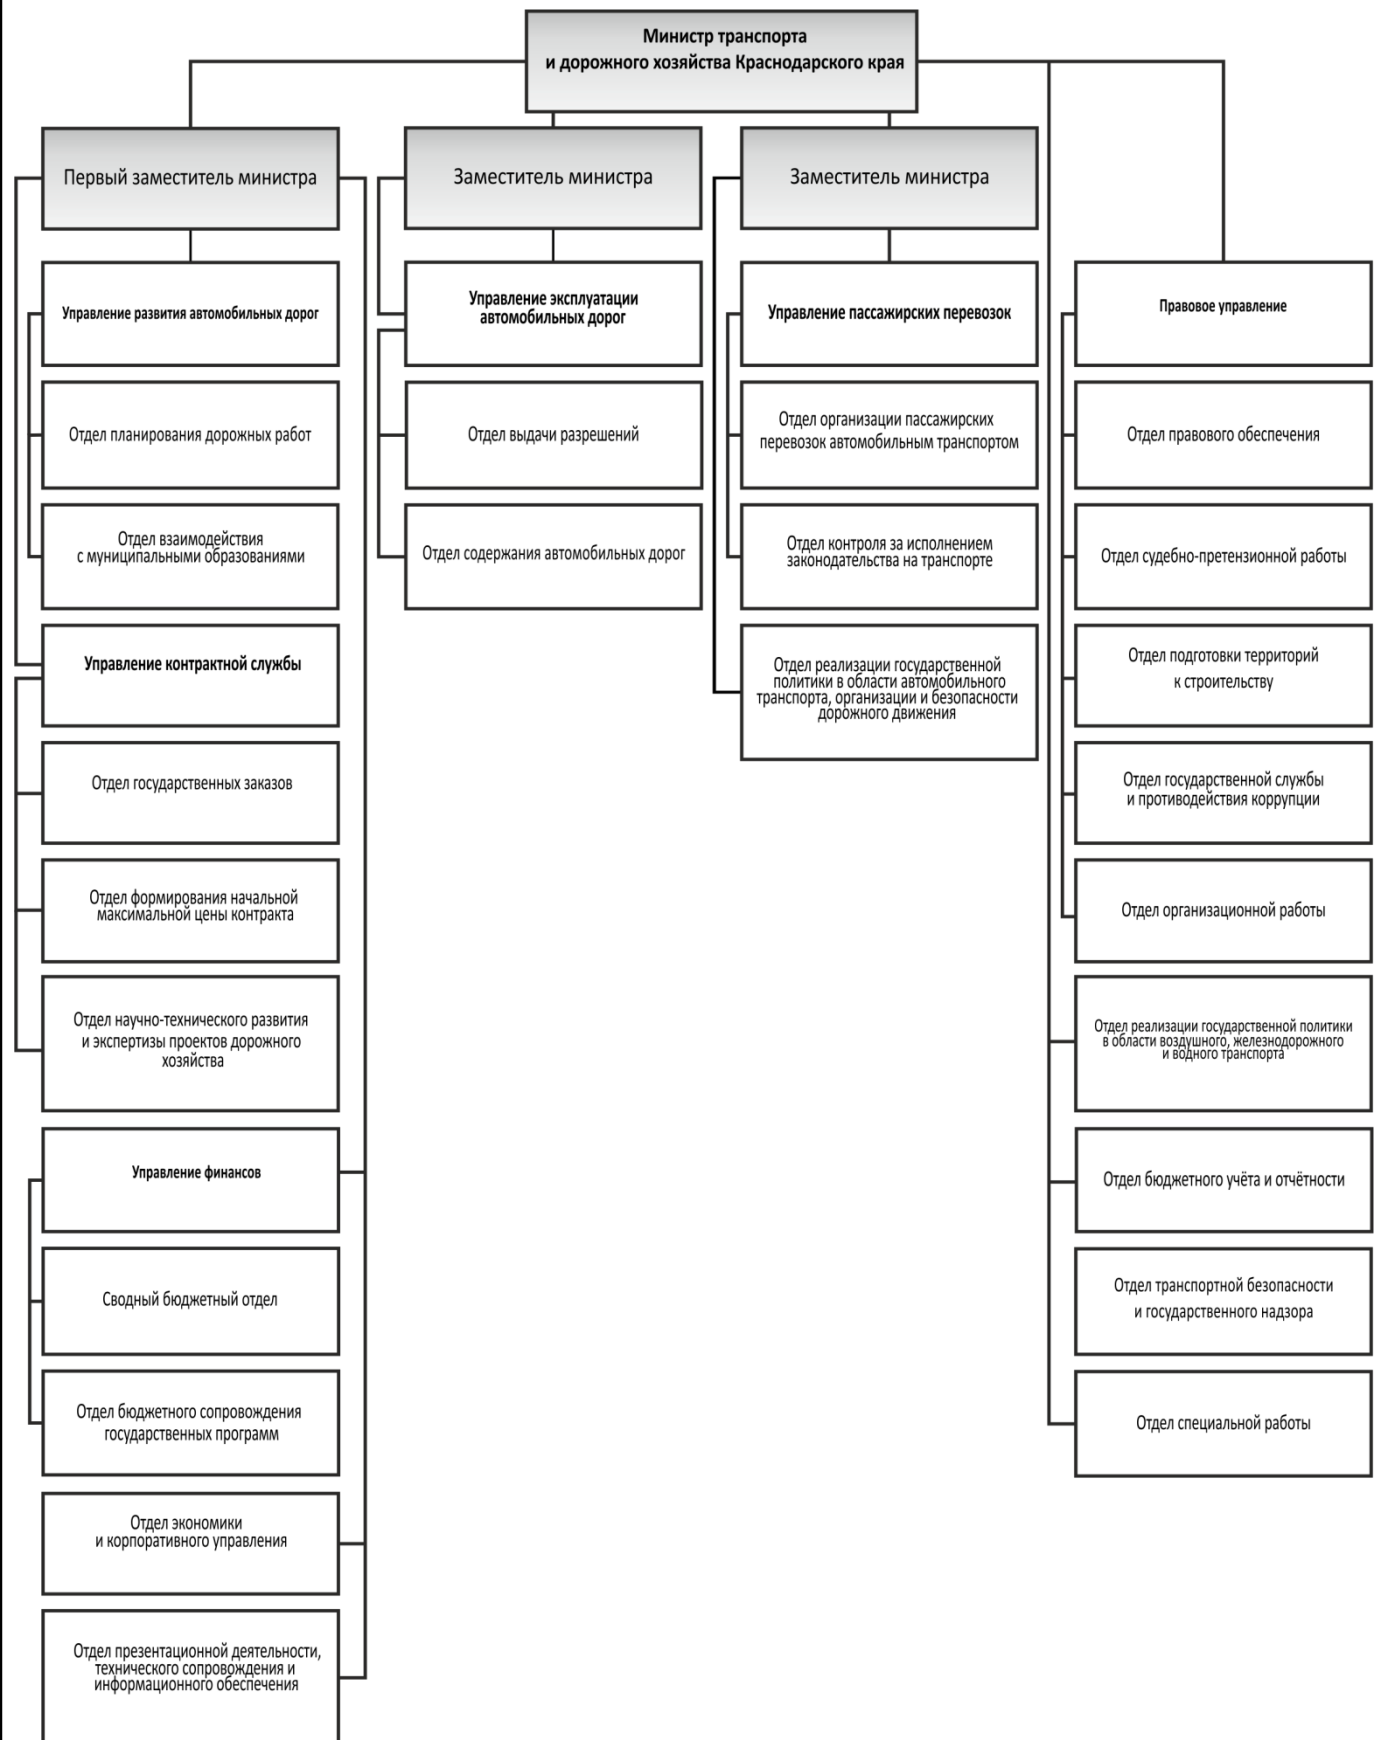 Министр транспорта
и дорожного хозяйства Краснодарского края
Первый заместитель министра
Управление развития автомобильных дорог
Отдел планирования дорожных работ
Отдел взаимодействия
с муниципальными образованиями
Управление контрактной службы
Отдел государственных заказов
Отдел формирования начальной
максимальной цены контракта
Отдел научно-технического развития
и экспертизы проектов дорожного
хозяйства
Управление финансов
Сводный бюджетный отдел
Отдел бюджетного сопровождения
государственных программ
Отдел экономики
и корпоративного управления
Отдел презентационной деятельности,
технического сопровождения и
информационного обеспечения
Заместитель министра
Управление эксплуатации
автомобильных дорог
Отдел выдачи разрешений
Отдел содержания автомобильных дорог
Заместитель министра
Управление пассажирских перевозок
Отдел организации пассажирских
перевозок автомобильным транспортом
Отдел контроля за исполнением
законодательства на транспорте
Отдел реализации государственной
политики в области автомобильного
транспорта, организации и безопасности
дорожного движения
Правовое управление
Отдел правового обеспечения
Отдел судебно-претензионной работы
Отдел подготовки территорий
к строительству
Отдел государственной службы
и противодействия коррупции
Отдел организационной работы
Отдел реализации государственной политики
в области воздушного, железнодорожного
и водного транспорта
Отдел бюджетного учёта и отчётности
Отдел транспортной безопасности
и государственного надзора
Отдел специальной работы